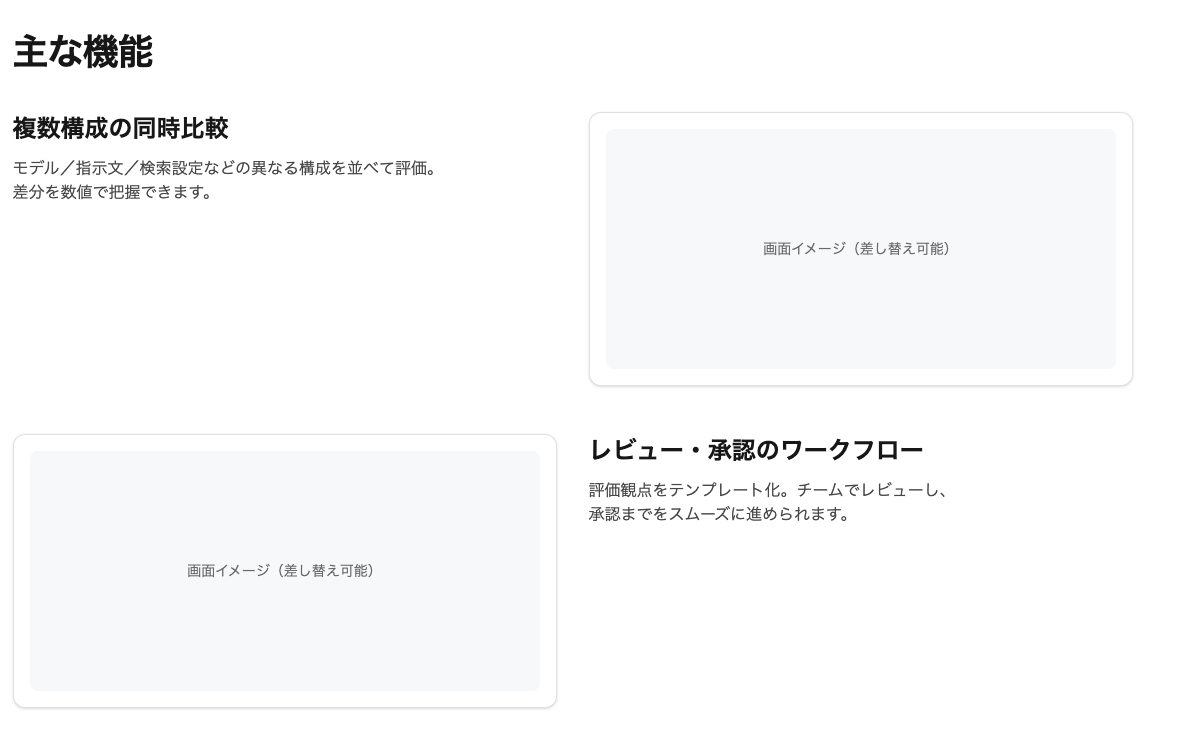 主な機能
複数構成の同時比較
モデル／指示文／検索設定などの異なる構成を並べて評価。
差分を数値で把握できます。
画面イメージ（差し替え可能）
画面イメージ（差し替え可能）
レビュー・承認のワークフロー
評価観点をテンプレート化。チームでレビューし、
承認までをスムーズに進められます。